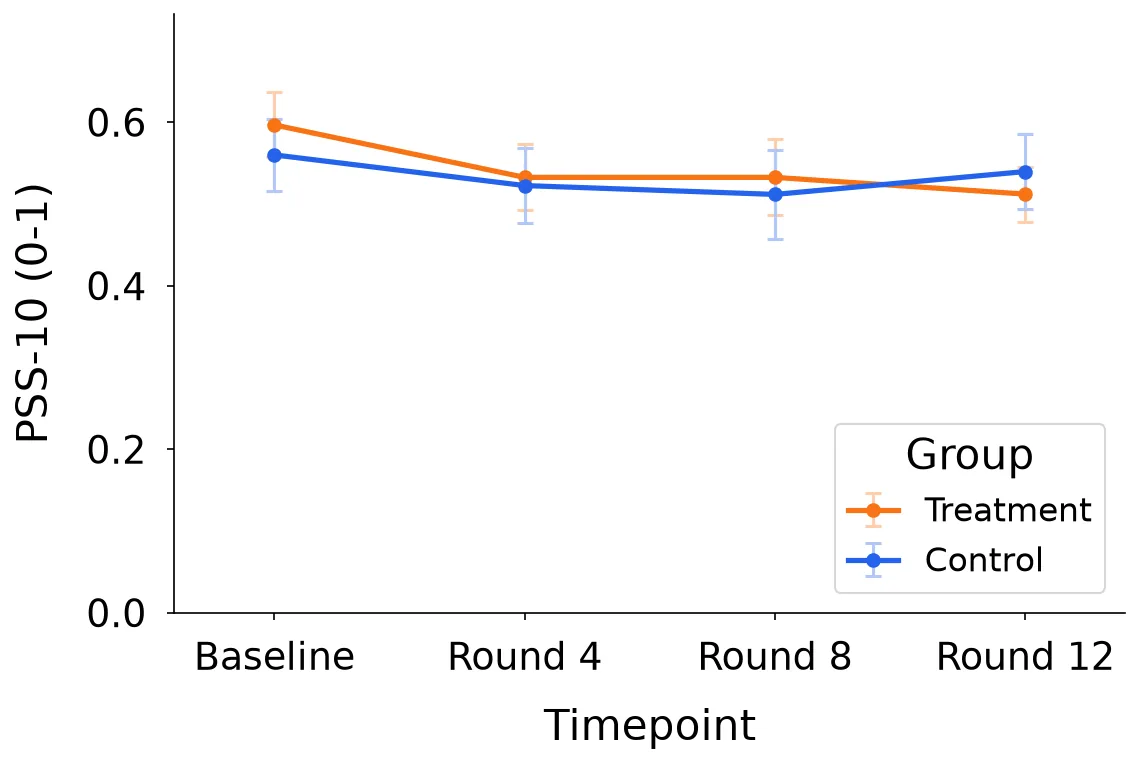 PSS-10 (0-1)
0.6
0.4
0.2
0.0
Group
Treatment
Control
Baseline
Round 4
Round 8
Round 12
Timepoint